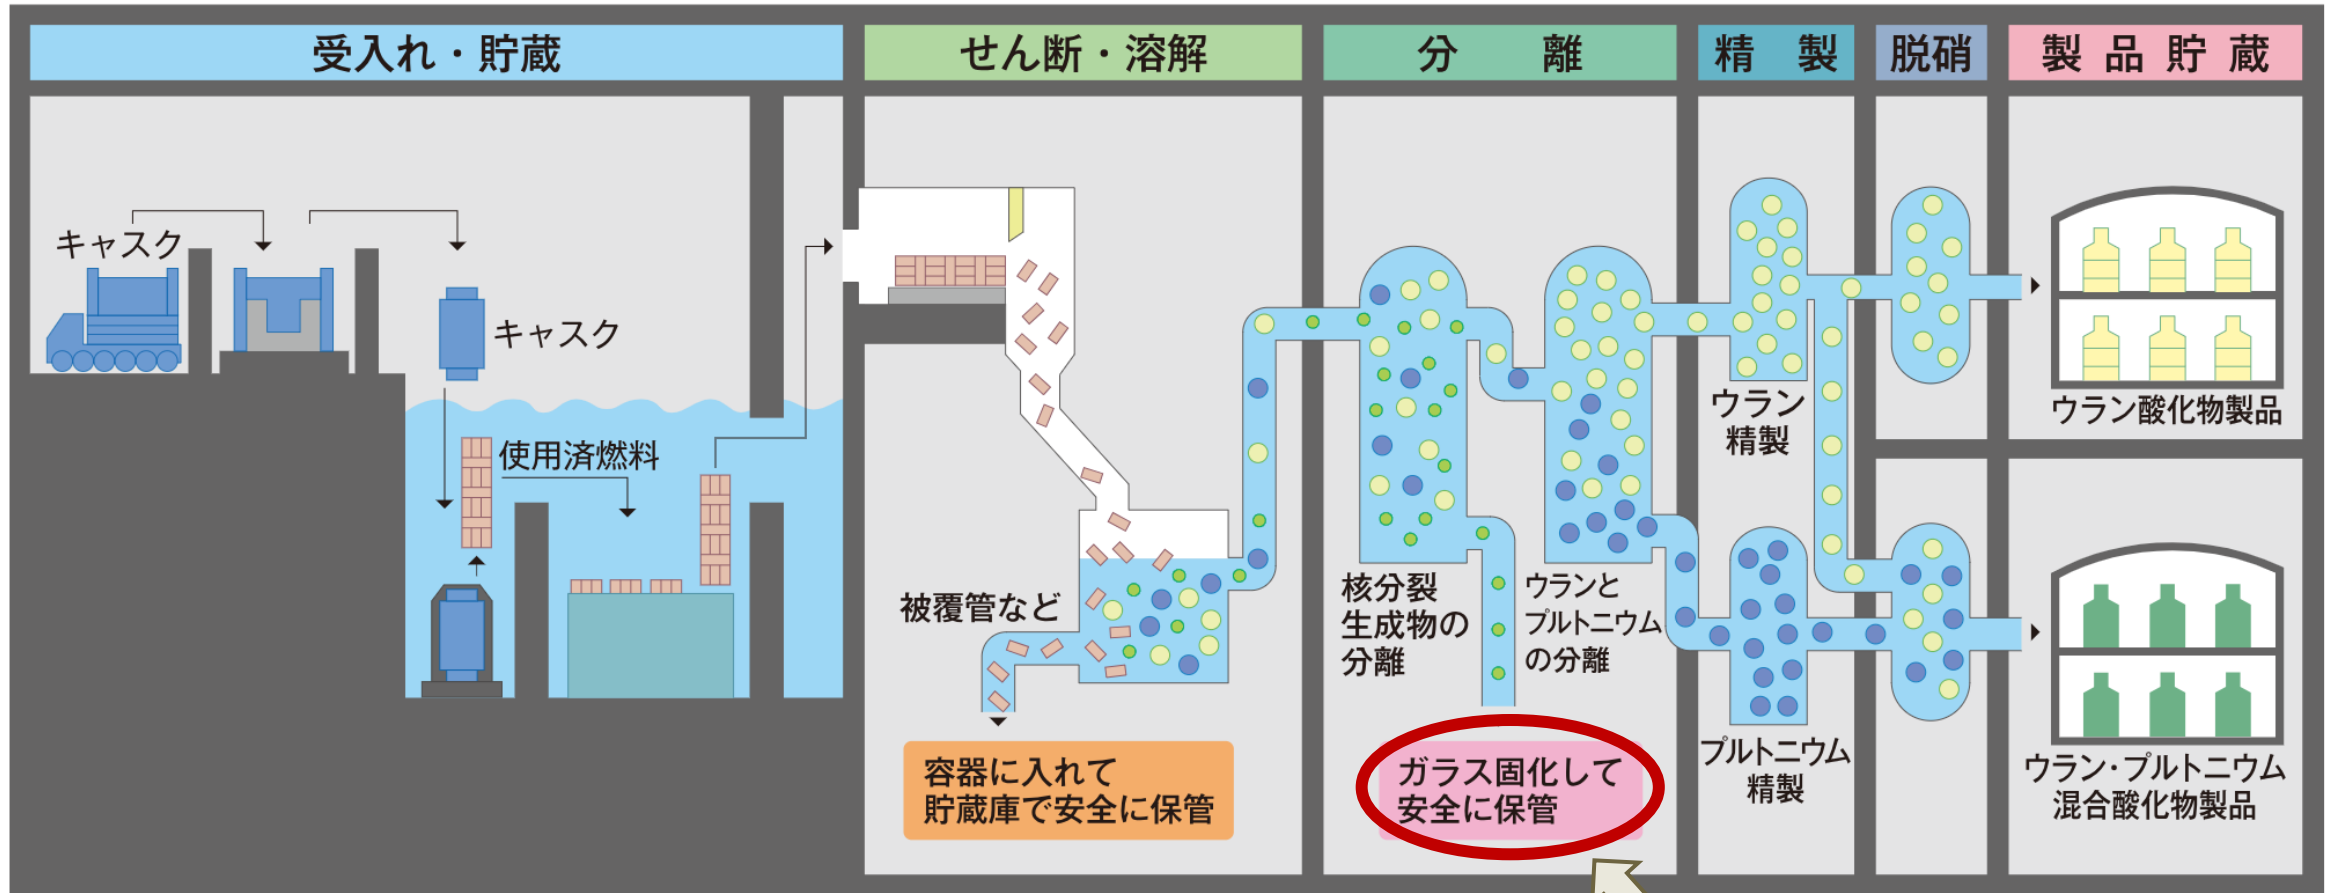 受入れ・貯蔵
せん断・溶解
分離
精製
脱硝
製品貯蔵
キャスク
キャスク
使用済燃料
被覆管など
容器に入れて
貯蔵庫で安全に保管
核分裂
生成物の
分離
ウランと
プルトニウム
の分離
ガラス固化して
安全に保管
ウラン
精製
プルトニウム
精製
ウラン酸化物製品
ウラン・プルトニウム
混合酸化物製品